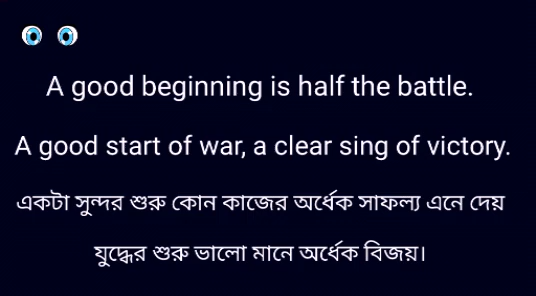 A good beginning is half the battle.
A good start of war, a clear sing of victory.
একটা সুন্দর শুরু কোন কাজের অর্ধেক সাফল্য এনে দেয়
যুদ্ধের শুরু ভালো মানে অর্ধেক বিজয়।